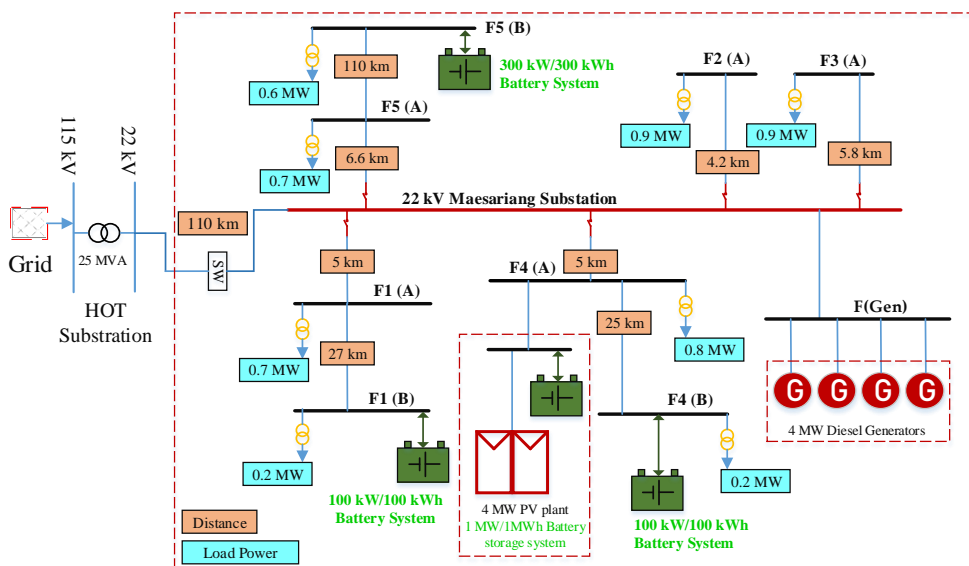 F5 (B)
300 kW/300 kWh
Battery System
110 km
0.6 MW
F5 (A)
0.7 MW
6.6 km
F2 (A)
F3 (A)
0.9 MW
0.9 MW
4.2 km
5.8 km
115 kV
22 kV
110 km
22 kV Maesariang Substation
Grid
25 MVA
SW
HOT
Substration
5 km
F1 (A)
27 km
0.7 MW
F1 (B)
0.2 MW
100 kW/100 kWh
Battery System
5 km
F4 (A)
25 km
0.8 MW
F4 (B)
0.2 MW
4 MW PV plant
1 MW/1MWh Battery
storage system
100 kW/100 kWh
Battery System
F(Gen)
G G G G
4 MW Diesel Generators
Distance
Load Power